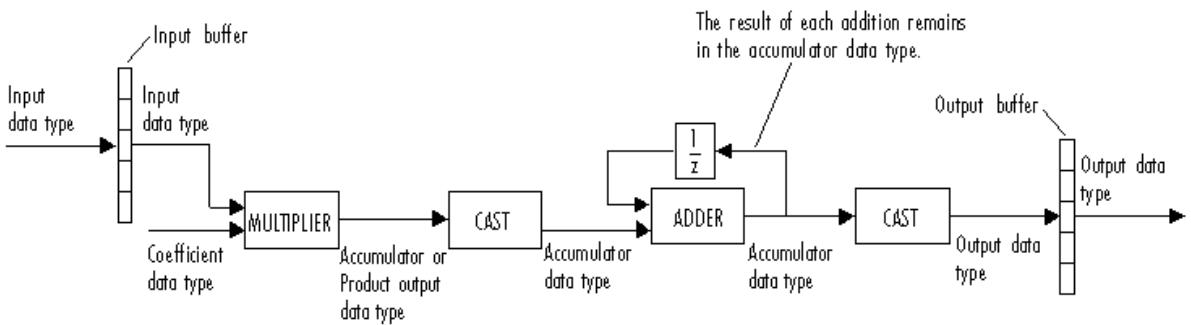 Input buffer
The result of each addition remains
in the accumulator data type.
Input
data type
Input
data type
Output buffer
1
z
Output data
type
MULTIPLIER
CAST
ADDER
CAST
Coefficient
data type
Accumulator or
Product output
data type
Accumulator
data type
Accumulator
data type
Output data
type